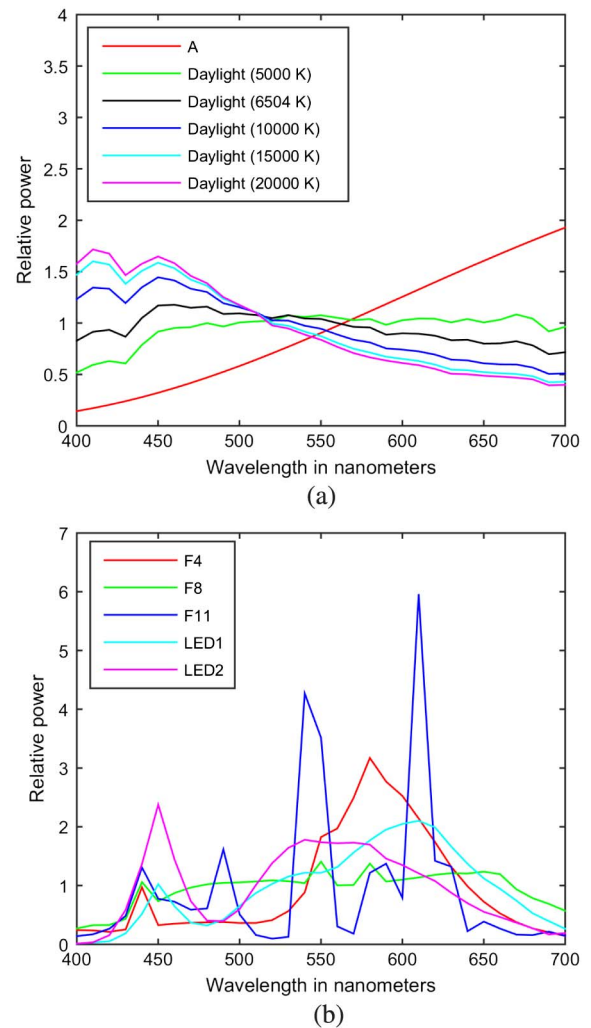 4
3.5
3
2.5
2
1.5
1
0.5
0
Relative power
A
Daylight (5000 K)
Daylight (6504 K)
Daylight (10000 K)
Daylight (15000 K)
Daylight (20000 K)
400 450 500 550 600 650 700
Wavelength in nanometers
(a)
7
6
5
4
3
2
1
0
Relative power
F4
F8
F11
LED1
LED2
400 450 500 550 600 650 700
Wavelength in nanometers
(b)